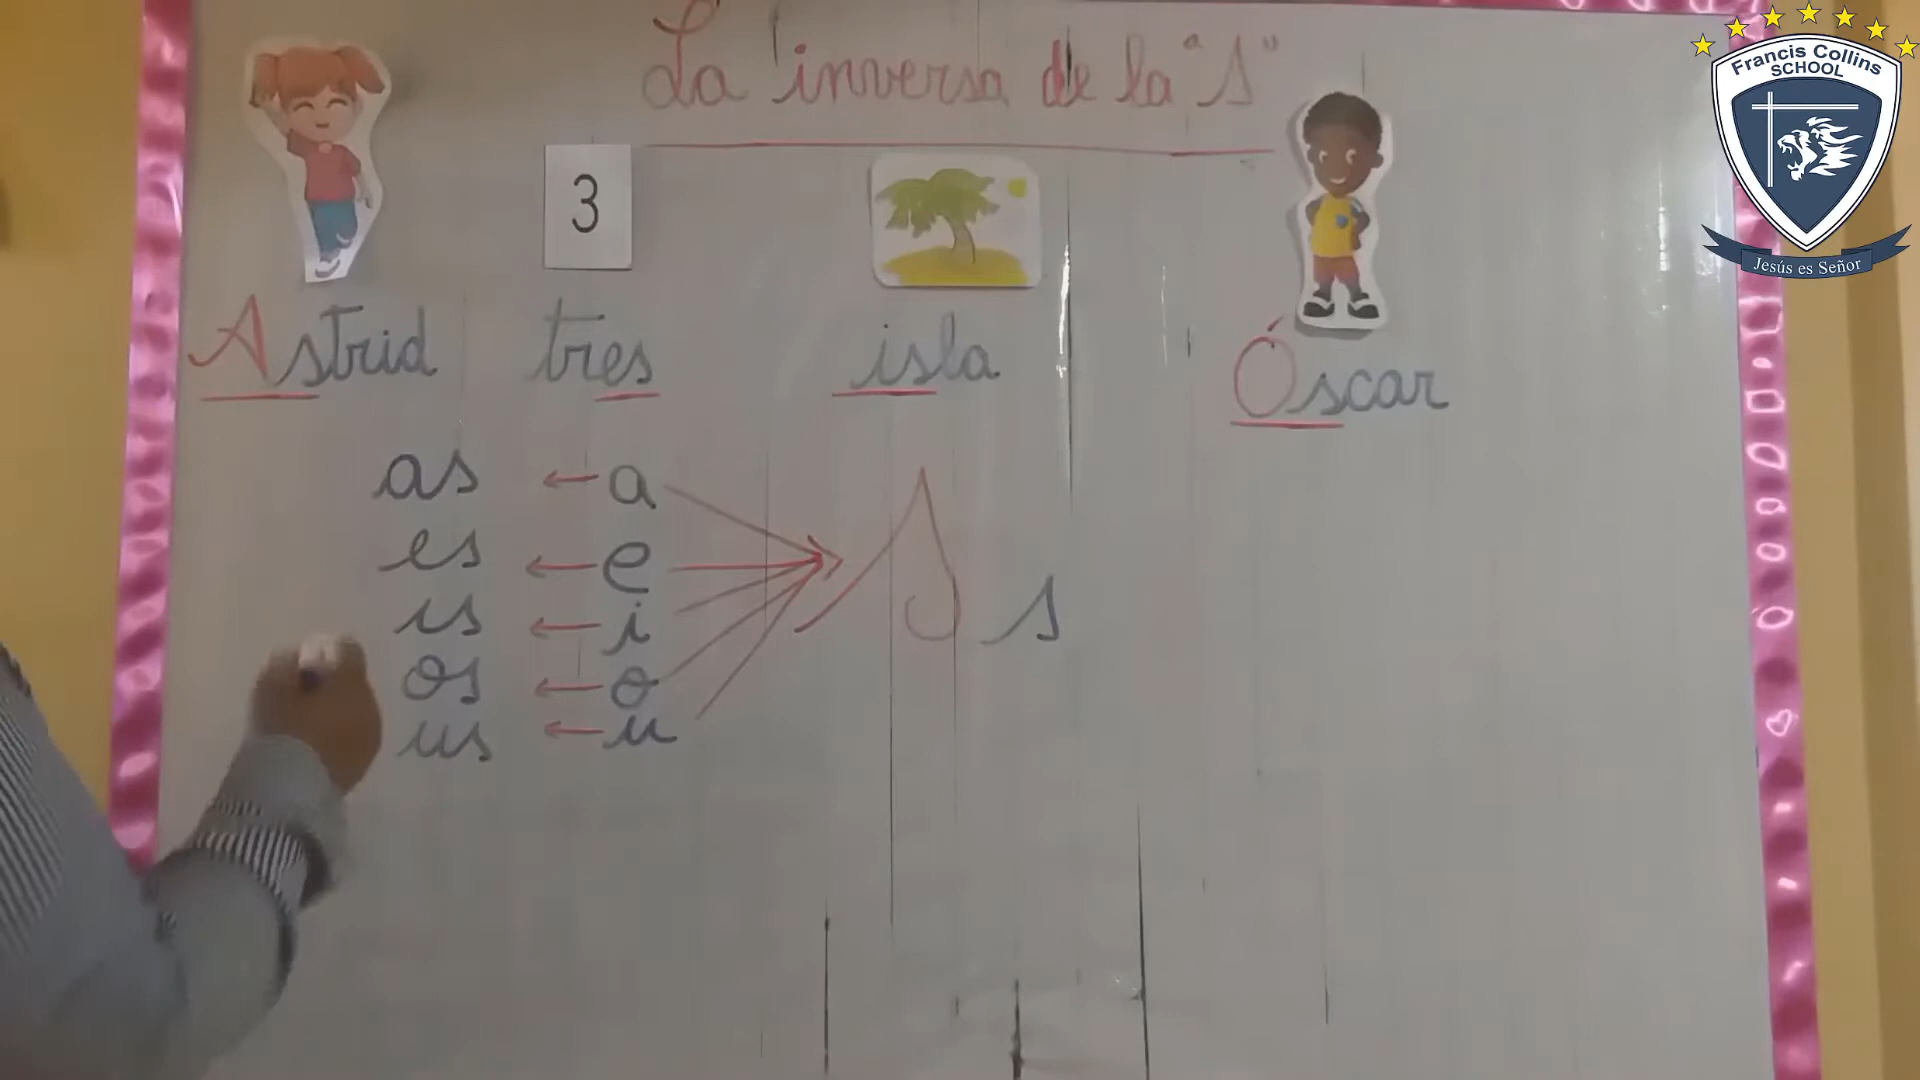 La inversa de la "s"
Francis Collins
SCHOOL
Jesús es Señor
3
Astrid tres isla Óscar
as ← a
es ← e
is ← i
os ← o
us ← u
S s